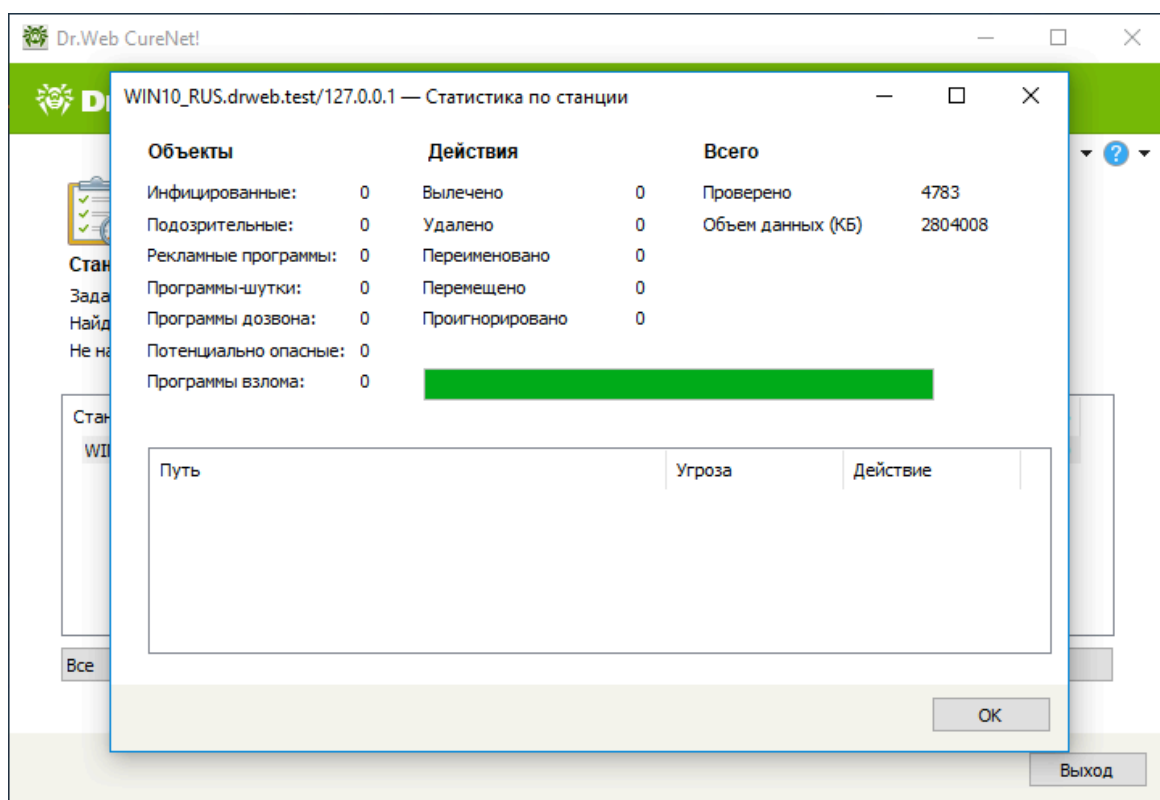 Dr.Web CureNet!
WIN10_RUS.drweb.test/127.0.0.1 — Статистика по станции
Объекты Действия Всего
Инфицированные: 0 Вылечено 0 Проверено 4783
Подозрительные: 0 Удалено 0 Объем данных (КБ) 2804008
Рекламные программы: 0 Переименовано 0
Программы-шутки: 0 Перемещено 0
Программы дозвона: 0 Проигнорировано 0
Потенциально опасные: 0
Программы взлома: 0
Путь Угроза Действие
Все
OK
Выход